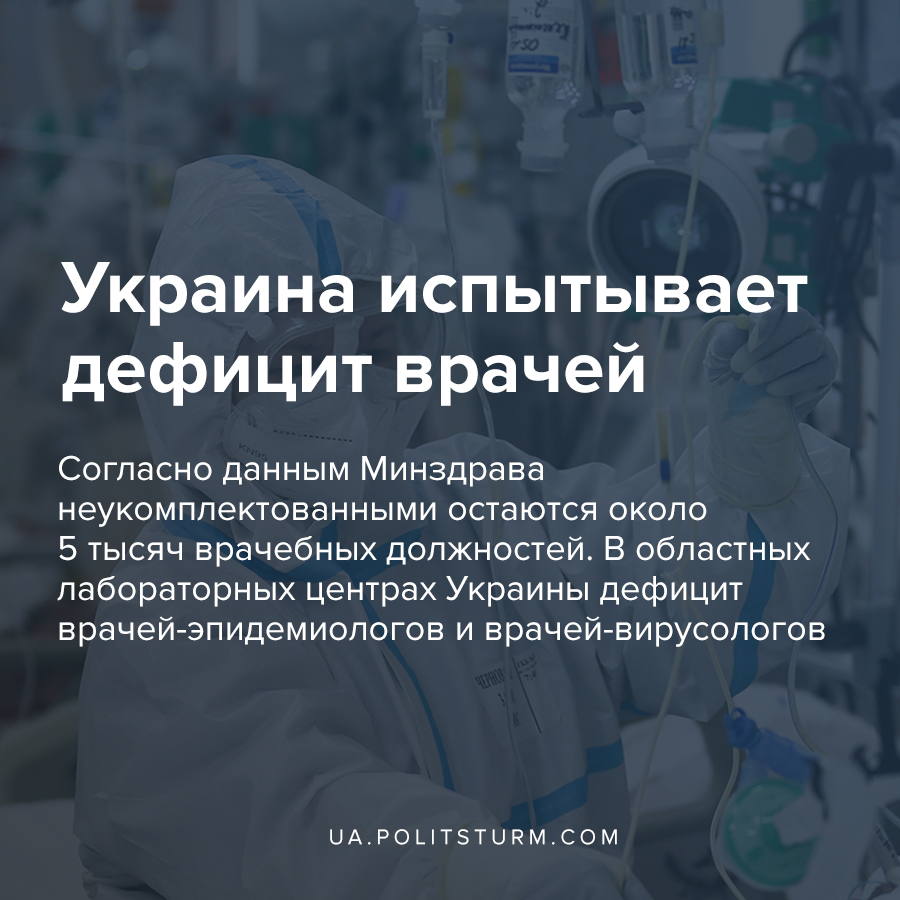 Украина испытывает
дефицит врачей
Согласно данным Минздрава
неукомплектованными остаются около
5 тысяч врачебных должностей. В областных
лабораторных центрах Украины дефицит
врачей-эпидемиологов и врачей-вирусологов
UA.POLITSTURM.COM